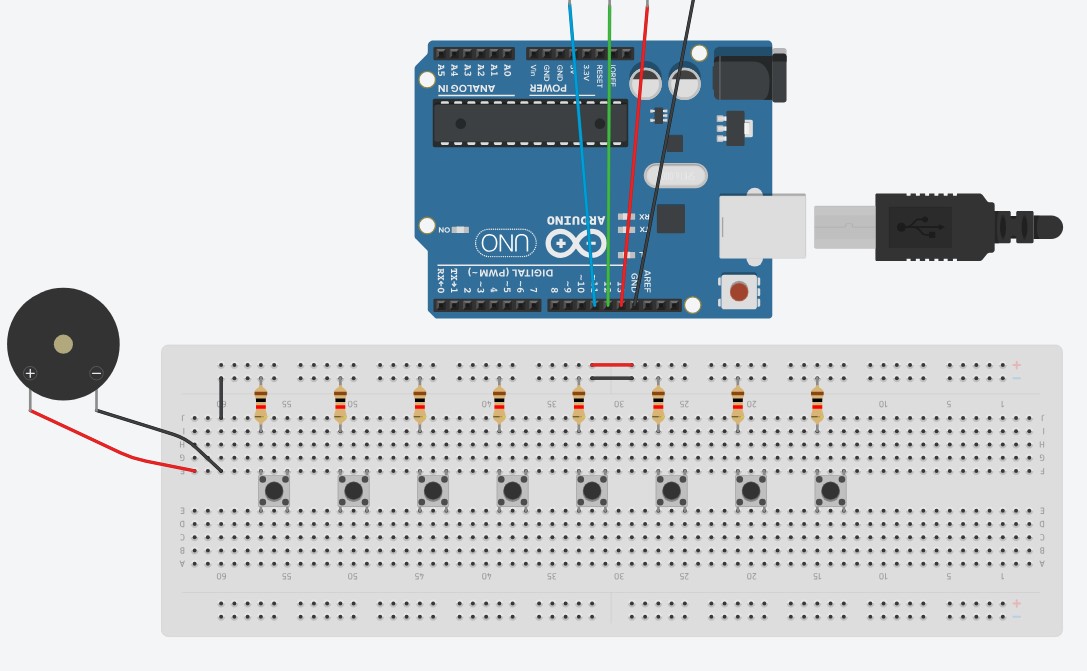 A5 A4 A3 A2 A1 A0 Vin GND GND 5V 3.3V RESET IOREF
ANALOG IN POWER
ON UNO ARDUINO RX TX L
DIGITAL (PWM~)
RX←0 TX→1 2 ~3 4 ~5 ~6 7 8 ~9 ~10 ~11 12 13 GND AREF
+ −
+
−
60 55 50 45 40 35 30 25 20 15 10 5 1
J J
I I
H H
G G
F F
E E
D D
C C
B B
A A
60 55 50 45 40 35 30 25 20 15 10 5 1
+
−